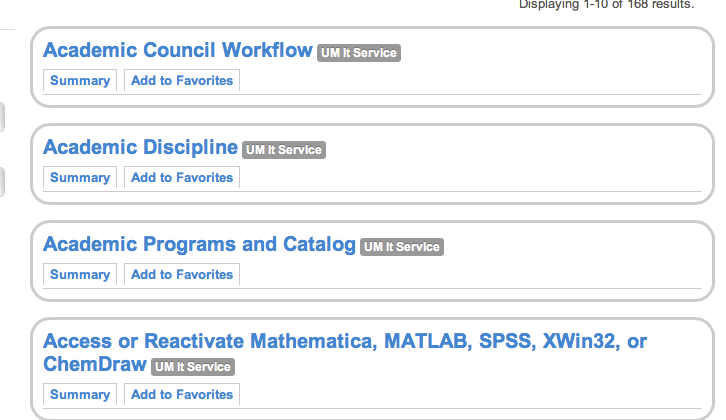 Displaying 1-10 of 168 results.
Academic Council Workflow UM It Service
Summary Add to Favorites
Academic Discipline UM It Service
Summary Add to Favorites
Academic Programs and Catalog UM It Service
Summary Add to Favorites
Access or Reactivate Mathematica, MATLAB, SPSS, XWin32, or
ChemDraw UM It Service
Summary Add to Favorites